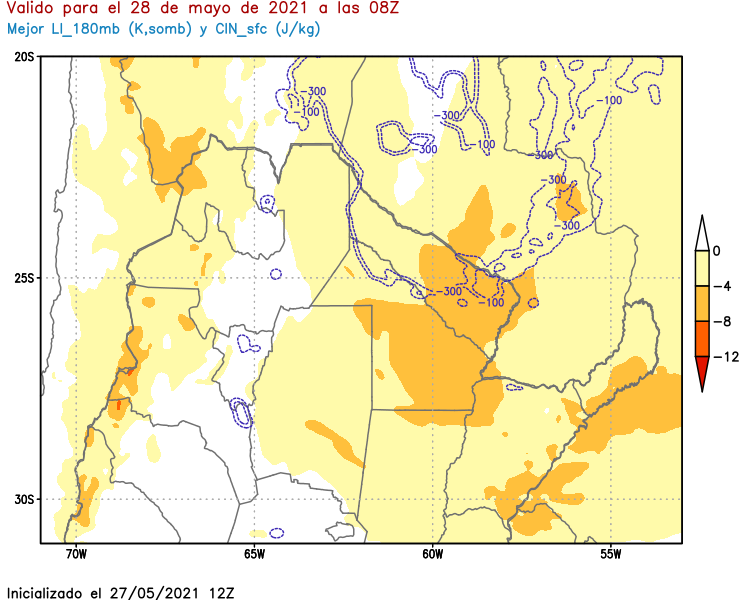 Valido para el 28 de mayo de 2021 a las 08Z
Mejor LI_180mb (K,somb) y CIN_sfc (J/kg)
20S
25S
30S
70W
65W
60W
55W
-300
-100
-300
-100
-300
-100
-300
-300
-300
-300
-100
0
-4
-8
-12
Inicializado el 27/05/2021 12Z